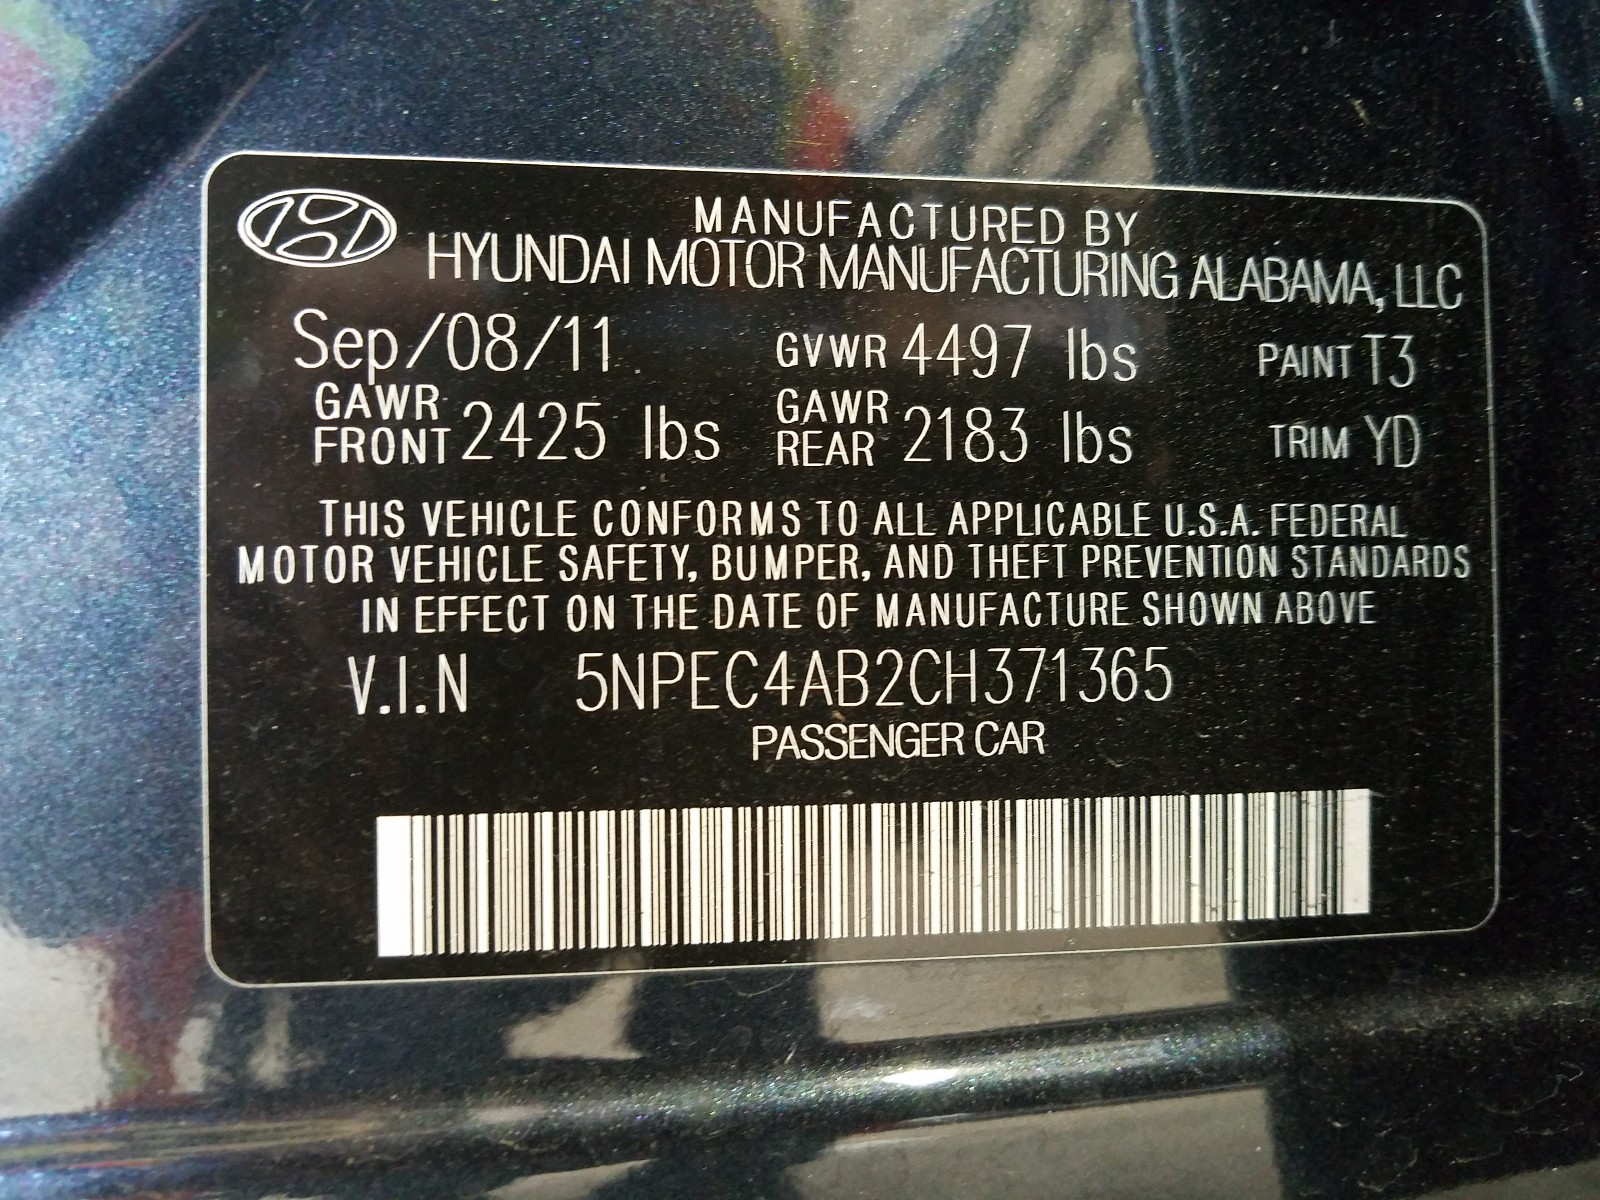 MANUFACTURED BY
HYUNDAI MOTOR MANUFACTURING ALABAMA, LLC
Sep/08/11 GVWR 4497 lbs PAINT T3
GAWR FRONT 2425 lbs GAWR REAR 2183 lbs TRIM YD
THIS VEHICLE CONFORMS TO ALL APPLICABLE U.S.A. FEDERAL
MOTOR VEHICLE SAFETY, BUMPER, AND THEFT PREVENTION STANDARDS
IN EFFECT ON THE DATE OF MANUFACTURE SHOWN ABOVE
V.I.N 5NPEC4AB2CH371365
PASSENGER CAR